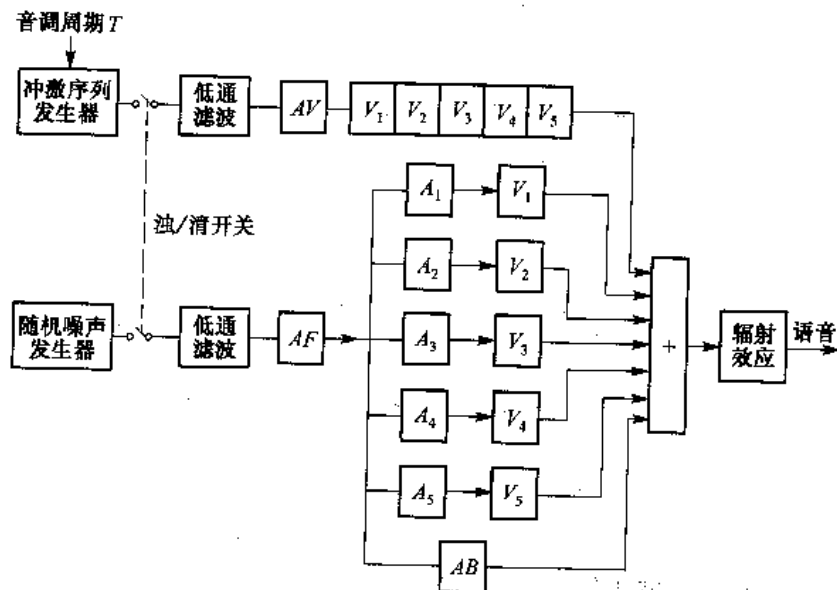 音调周期 T
冲激序列
发生器
低通
滤波
AV
V₁
V₂
V₃
V₄
V₅
A₁
V₁
浊/清开关
A₂
V₂
随机噪声
发生器
低通
滤波
AF
A₃
V₃
+
辐射
效应
语音
A₄
V₄
A₅
V₅
AB